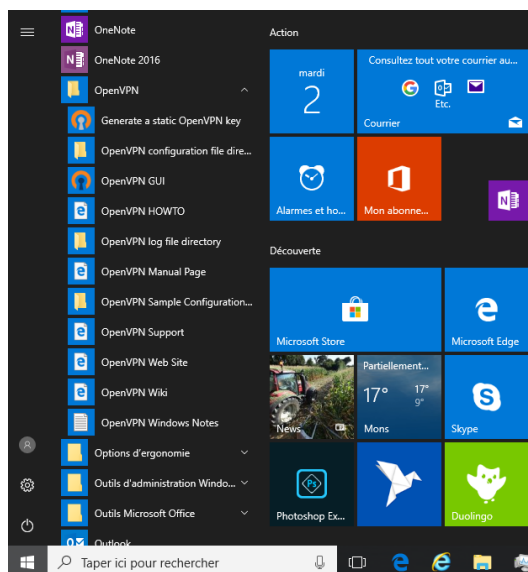 OneNote
OneNote 2016
OpenVPN
Generate a static OpenVPN key
OpenVPN configuration file dire...
OpenVPN GUI
OpenVPN HOWTO
OpenVPN log file directory
OpenVPN Manual Page
OpenVPN Sample Configuration...
OpenVPN Support
OpenVPN Web Site
OpenVPN Wiki
OpenVPN Windows Notes
Options d'ergonomie
Outils d'administration Windo...
Outils Microsoft Office
Outlook
Action
mardi
2
Consultez tout votre courrier au...
Etc.
Courrier
Alarmes et ho...
Mon abonne...
Découverte
Microsoft Store
Microsoft Edge
News
Partiellement...
17° 17°
9°
Mons
Skype
Photoshop Ex...
Duolingo
Taper ici pour rechercher